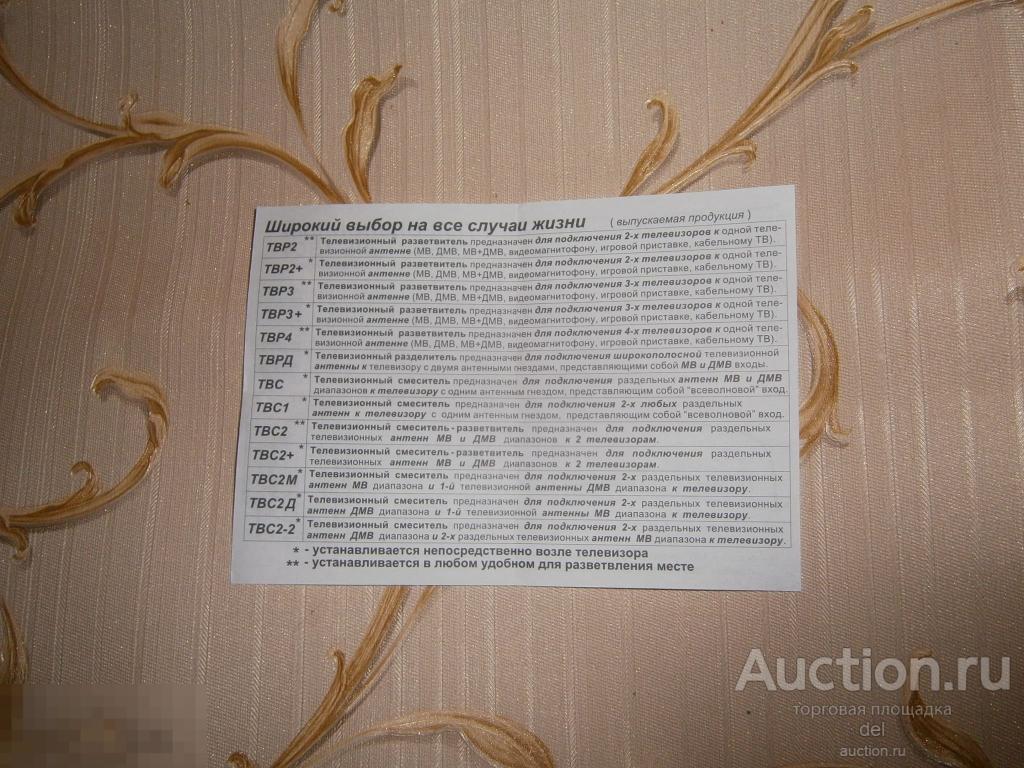 Широкий выбор на все случаи жизни ( выпускаемая продукция )
ТВР2 ** Телевизионный разветвитель предназначен для подключения 2-х телевизоров к одной теле-
визионной антенне (МВ, ДМВ, МВ+ДМВ, видеомагнитофону, игровой приставке, кабельному ТВ).
ТВР2+ * Телевизионный разветвитель предназначен для подключения 2-х телевизоров к одной теле-
визионной антенне (МВ, ДМВ, МВ+ДМВ, видеомагнитофону, игровой приставке, кабельному ТВ).
ТВР3 ** Телевизионный разветвитель предназначен для подключения 3-х телевизоров к одной теле-
визионной антенне (МВ, ДМВ, МВ+ДМВ, видеомагнитофону, игровой приставке, кабельному ТВ).
ТВР3+ * Телевизионный разветвитель предназначен для подключения 3-х телевизоров к одной теле-
визионной антенне (МВ, ДМВ, МВ+ДМВ, видеомагнитофону, игровой приставке, кабельному ТВ).
ТВР4 ** Телевизионный разветвитель предназначен для подключения 4-х телевизоров к одной теле-
визионной антенне (МВ, ДМВ, МВ+ДМВ, видеомагнитофону, игровой приставке, кабельному ТВ).
ТВРД * Телевизионный разделитель предназначен для подключения широкополосной телевизионной
антенны к телевизору с двумя антенными гнездами, представляющими собой МВ и ДМВ входы.
ТВС * Телевизионный смеситель предназначен для подключения раздельных антенн МВ и ДМВ
диапазонов к телевизору с одним антенным гнездом, представляющим собой "всеволновой" вход.
ТВС1 * Телевизионный смеситель предназначен для подключения 2-х любых раздельных
антенн к телевизору с одним антенным гнездом, представляющим собой "всеволновой" вход.
ТВС2 ** Телевизионный смеситель-разветвитель предназначен для подключения раздельных
телевизионных антенн МВ и ДМВ диапазонов к 2 телевизорам.
ТВС2+ * Телевизионный смеситель-разветвитель предназначен для подключения раздельных
телевизионных антенн МВ и ДМВ диапазонов к 2 телевизорам.
ТВС2М * Телевизионный смеситель предназначен для подключения 2-х раздельных телевизионных
антенн МВ диапазона и 1-й телевизионной антенны ДМВ диапазона к телевизору.
ТВС2Д * Телевизионный смеситель предназначен для подключения 2-х раздельных телевизионных
антенн ДМВ диапазона и 1-й телевизионной антенны МВ диапазона к телевизору.
ТВС2-2 * Телевизионный смеситель предназначен для подключения 2-х раздельных телевизионных
антенн ДМВ диапазона и 2-х раздельных телевизионных антенн МВ диапазона к телевизору.
* - устанавливается непосредственно возле телевизора
** - устанавливается в любом удобном для разветвления месте
Auction.ru
торговая площадка
del
auction.ru